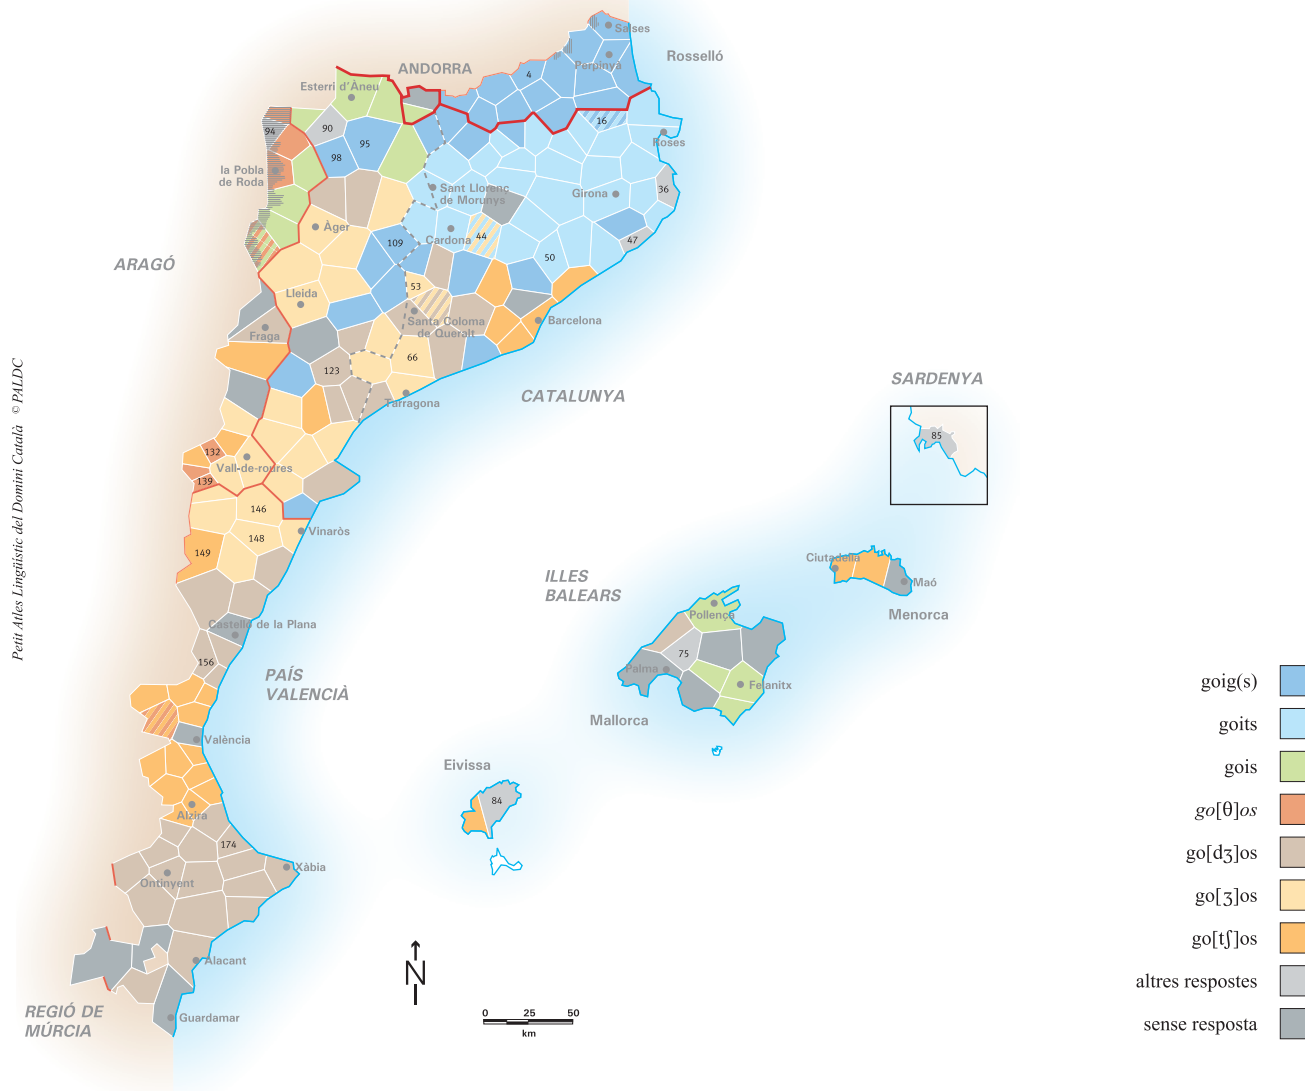 Salses
Rosselló
Perpinyà
ANDORRA
4
Esterri d'Àneu
16
94
90
Roses
95
98
la Pobla
de Roda
Sant Llorenç
de Morunys
Girona
36
Àger
Cardona
44
109
47
50
ARAGÓ
53
Lleida
Santa Coloma
de Queralt
Barcelona
Fraga
66
123
CATALUNYA
SARDENYA
Tarragona
Petit Atles Lingüístic del Domini Català © PALDC
85
132
Vall-de-roures
139
146
Vinaròs
148
149
Ciutadella
ILLES
BALEARS
Maó
Menorca
Pollença
Castelló de la Plana
75
156
Palma
PAÍS
VALENCIÀ
Felanitx
Mallorca
València
Eivissa
84
Alzira
174
Xàbia
Ontinyent
Alacant
N
REGIÓ DE
MÚRCIA
Guardamar
0 25 50
km
goig(s)
goits
gois
go[θ]os
go[dʒ]os
go[ʒ]os
go[tʃ]os
altres respostes
sense resposta